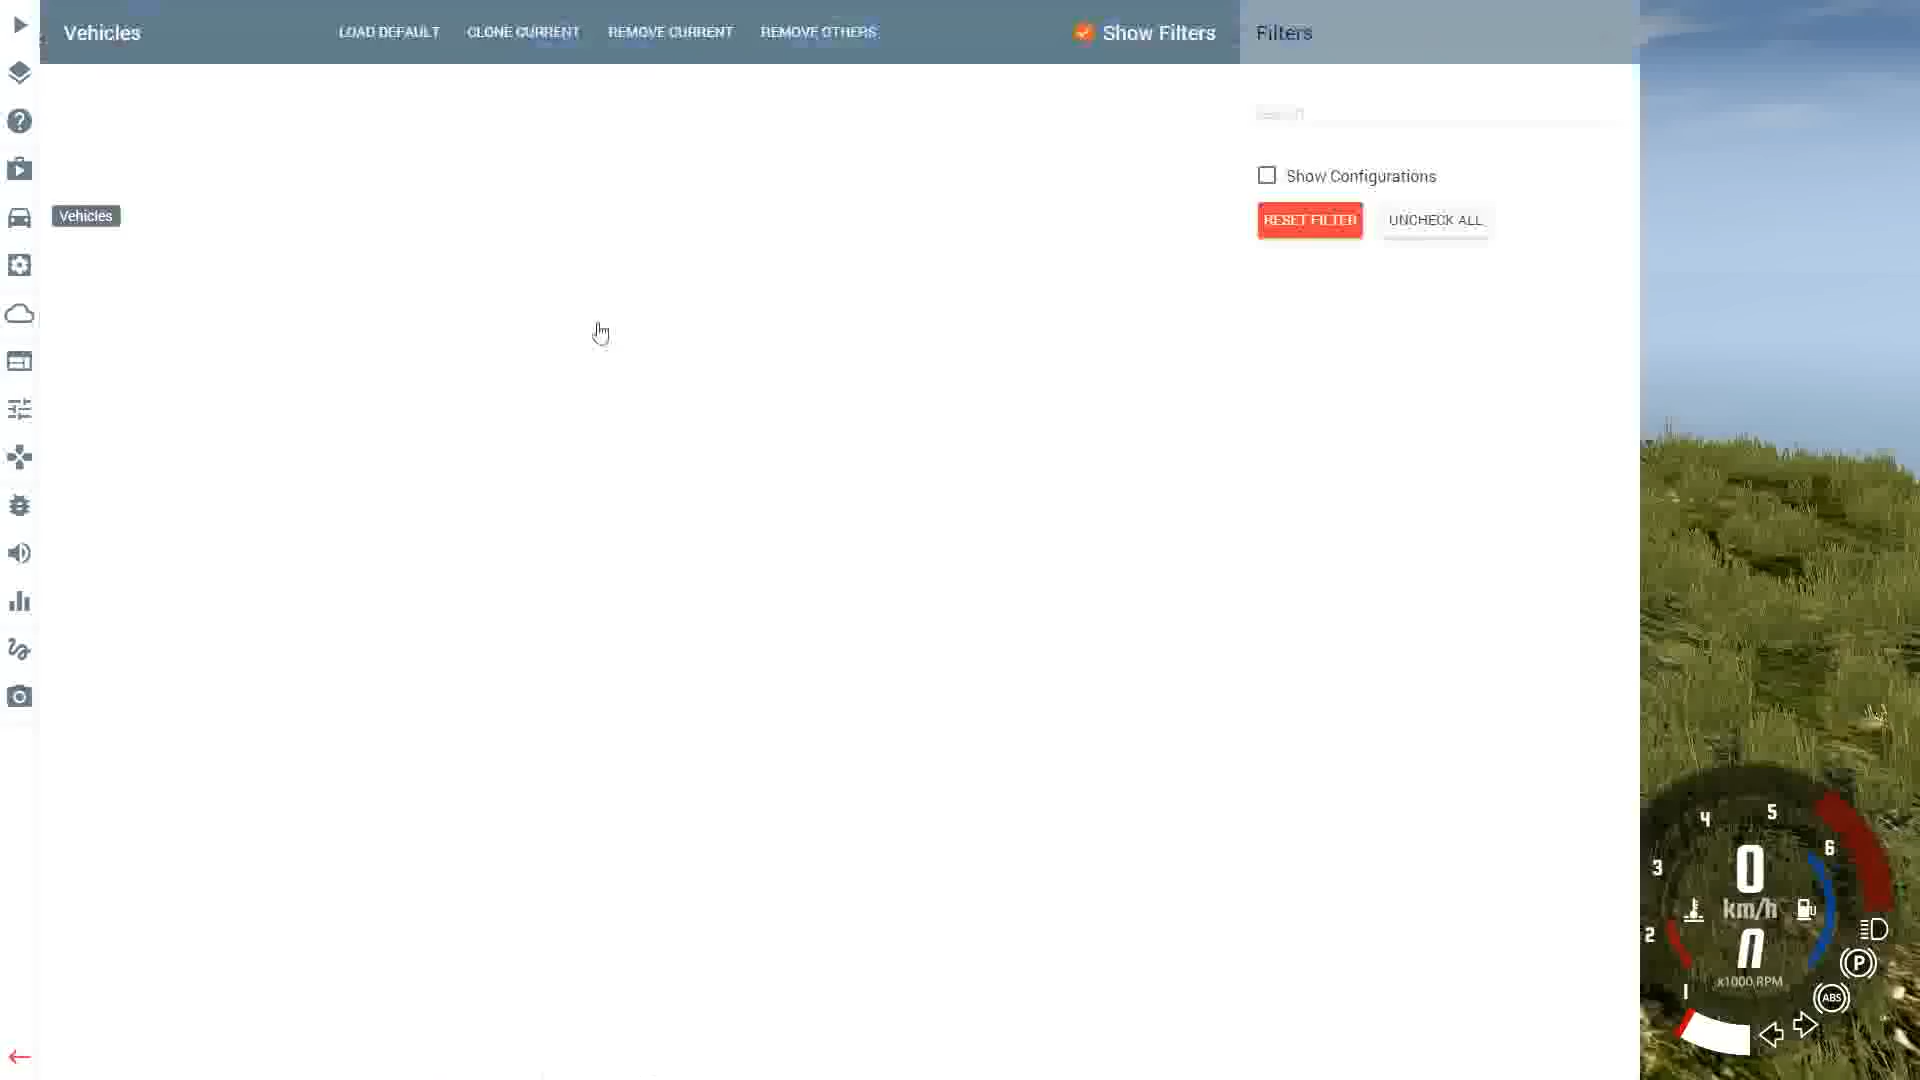 Vehicles
LOAD DEFAULT
CLONE CURRENT
REMOVE CURRENT
REMOVE OTHERS
Show Filters
Filters
Search
Show Configurations
RESET FILTER
UNCHECK ALL
Vehicles
5
4
6
3
0
km/h
2
n
x1000 RPM
P
1
ABS